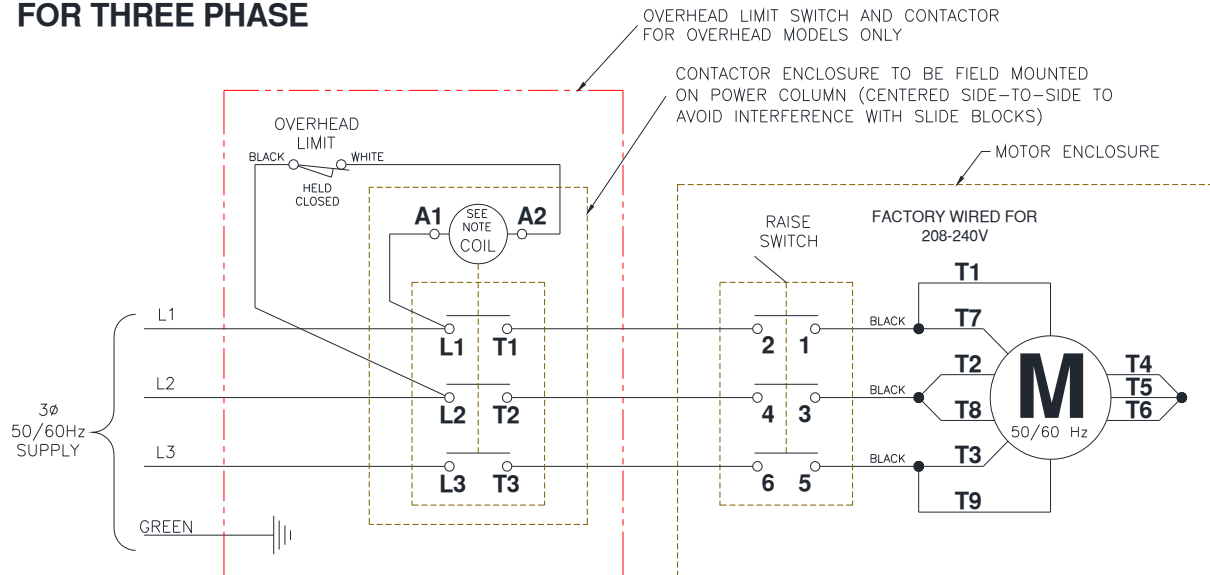 FOR THREE PHASE
OVERHEAD LIMIT SWITCH AND CONTACTOR
FOR OVERHEAD MODELS ONLY
CONTACTOR ENCLOSURE TO BE FIELD MOUNTED
ON POWER COLUMN (CENTERED SIDE-TO-SIDE TO
AVOID INTERFERENCE WITH SLIDE BLOCKS)
MOTOR ENCLOSURE
OVERHEAD
LIMIT
BLACK
WHITE
HELD
CLOSED
A1
SEE
NOTE
COIL
A2
RAISE
SWITCH
FACTORY WIRED FOR
208-240V
T1
L1
L1
T1
2
1
BLACK
T7
L2
L2
T2
4
3
BLACK
T2
T8
M
50/60 Hz
T4
T5
T6
3ø
50/60Hz
SUPPLY
L3
L3
T3
6
5
BLACK
T3
T9
GREEN